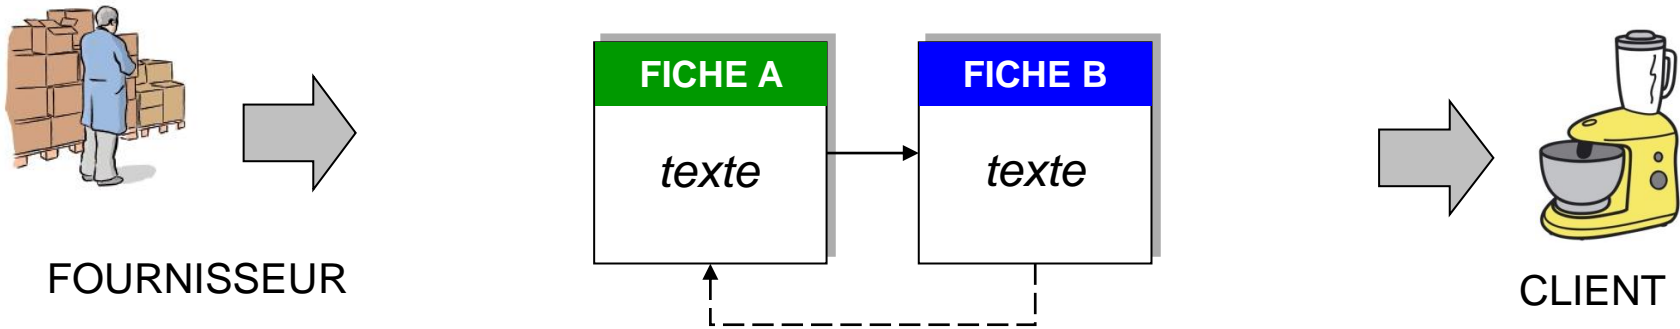 FICHE A
texte
FICHE B
texte
FOURNISSEUR
CLIENT